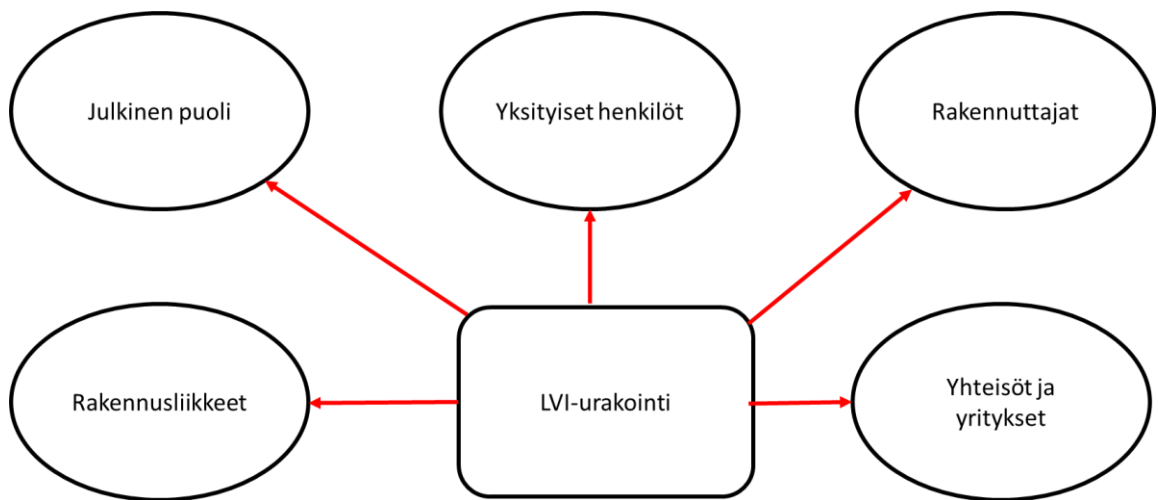 Julkinen puoli
Yksityiset henkilöt
Rakennuttajat
Rakennusliikkeet
LVI-urakointi
Yhteisöt ja
yritykset